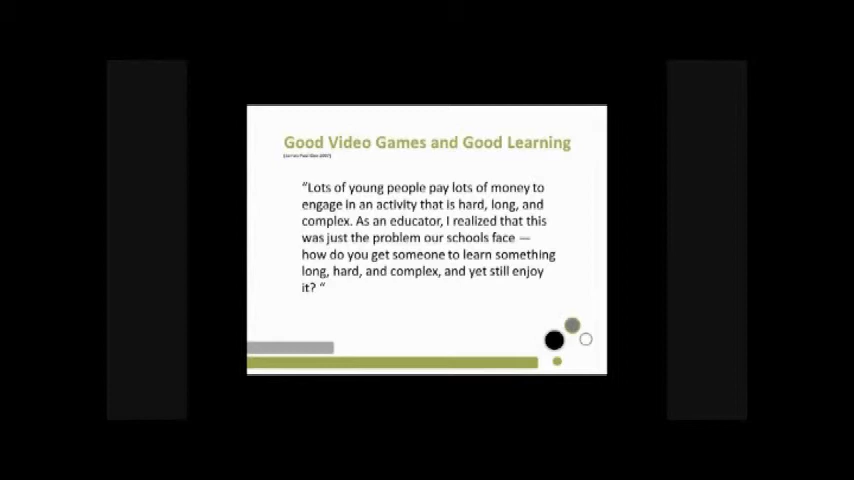 Good Video Games and Good Learning
“Lots of young people pay lots of money to
engage in an activity that is hard, long, and
complex. As an educator, I realized that this
was just the problem our schools face —
how do you get someone to learn something
long, hard, and complex, and yet still enjoy
it? “